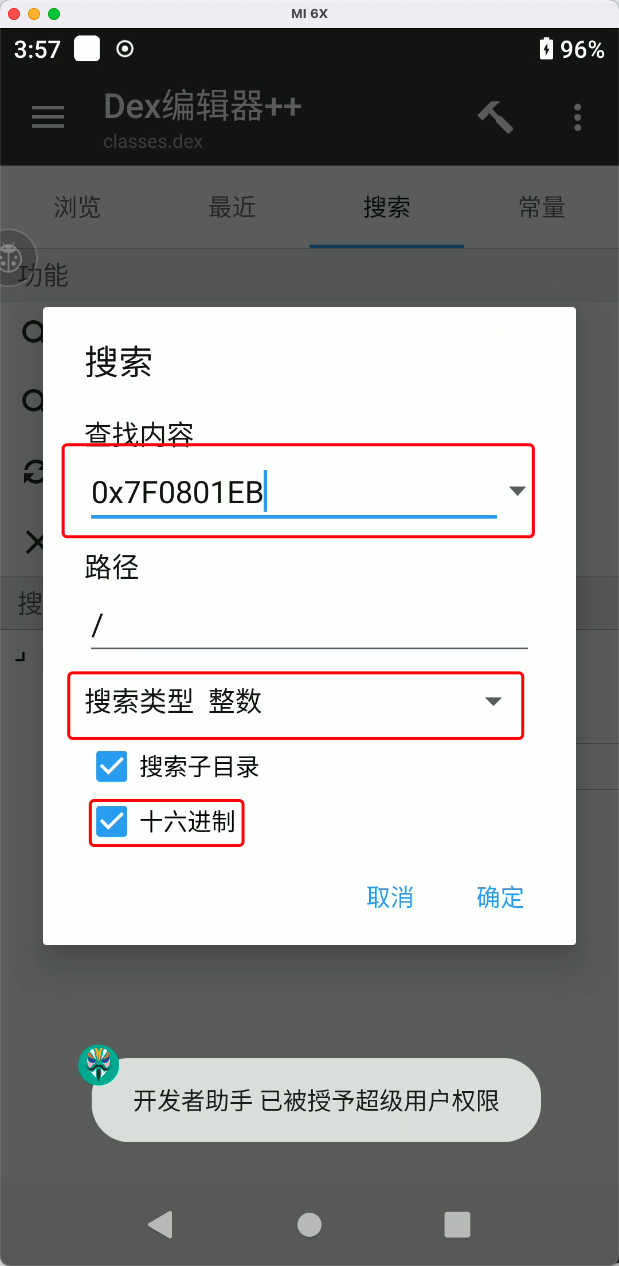 MI 6X
3:57 96%
Dex编辑器++
classes.dex
浏览 最近 搜索 常量
功能
搜索
查找内容
0x7F0801EB
路径
/
搜索类型 整数
搜索子目录
十六进制
取消 确定
搜
开发者助手 已被授予超级用户权限